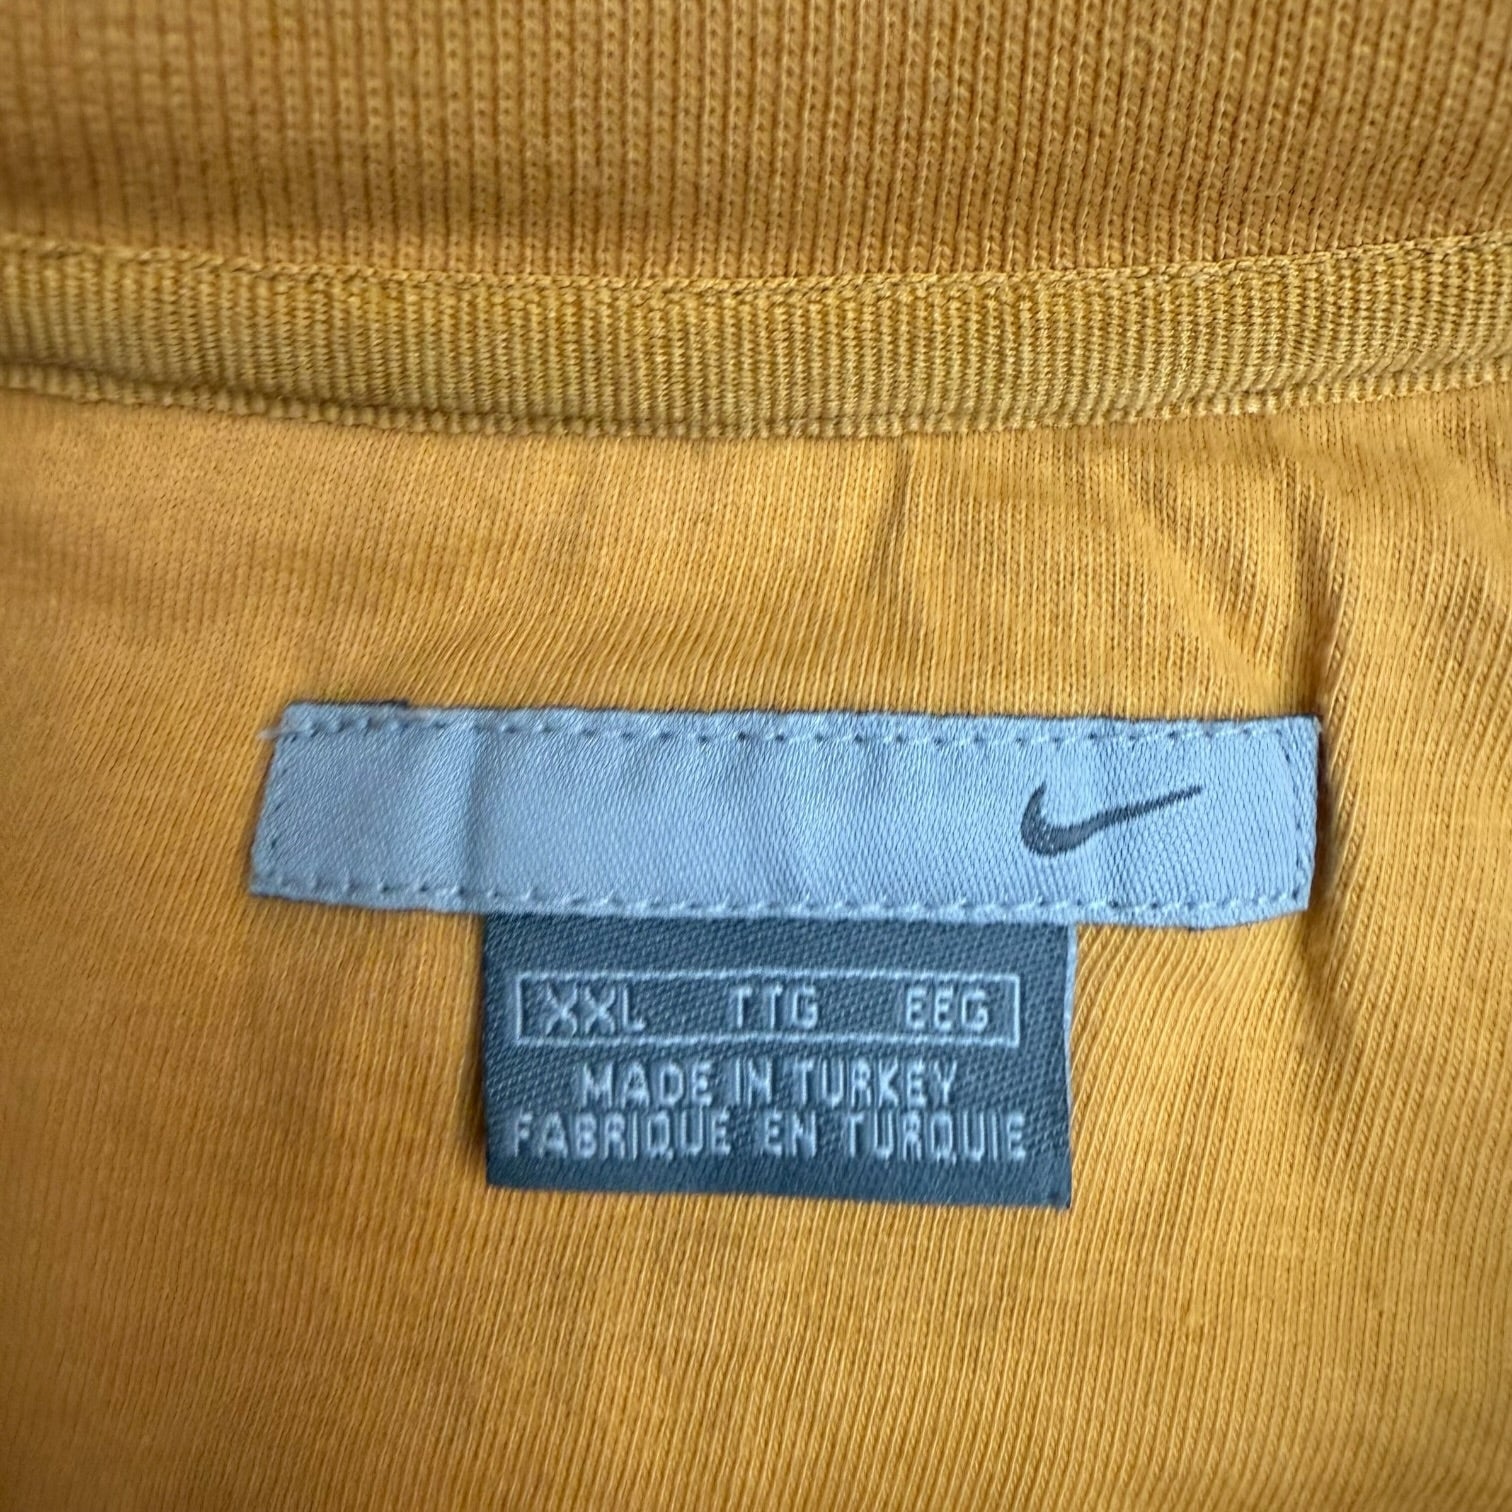 XXL TTG EEG
MADE IN TURKEY
FABRIQUE EN TURQUIE